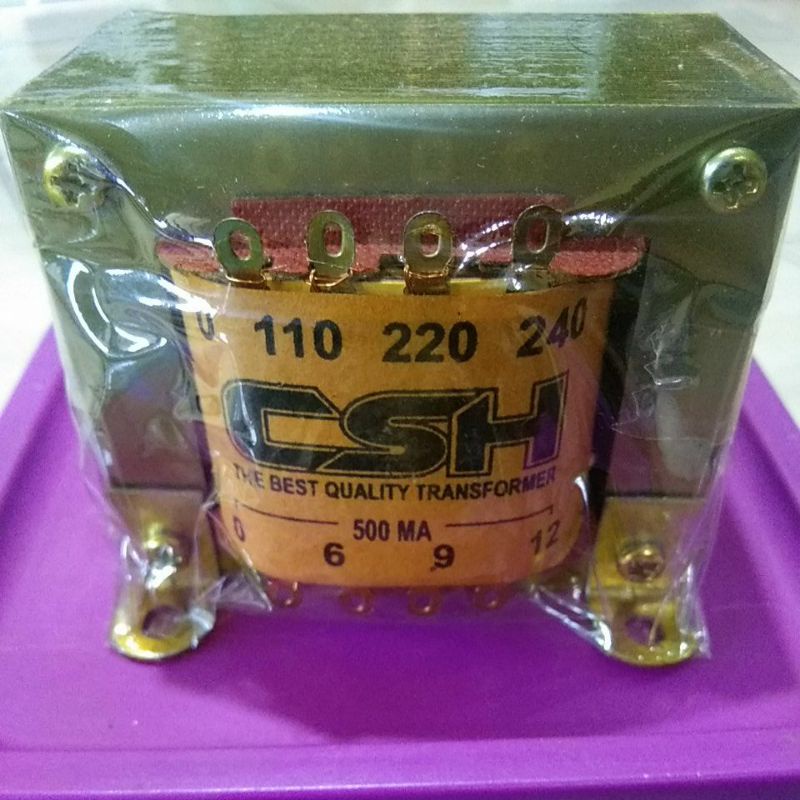 0 110 220 240
CSH
THE BEST QUALITY TRANSFORMER
500 MA
0 6 9 12